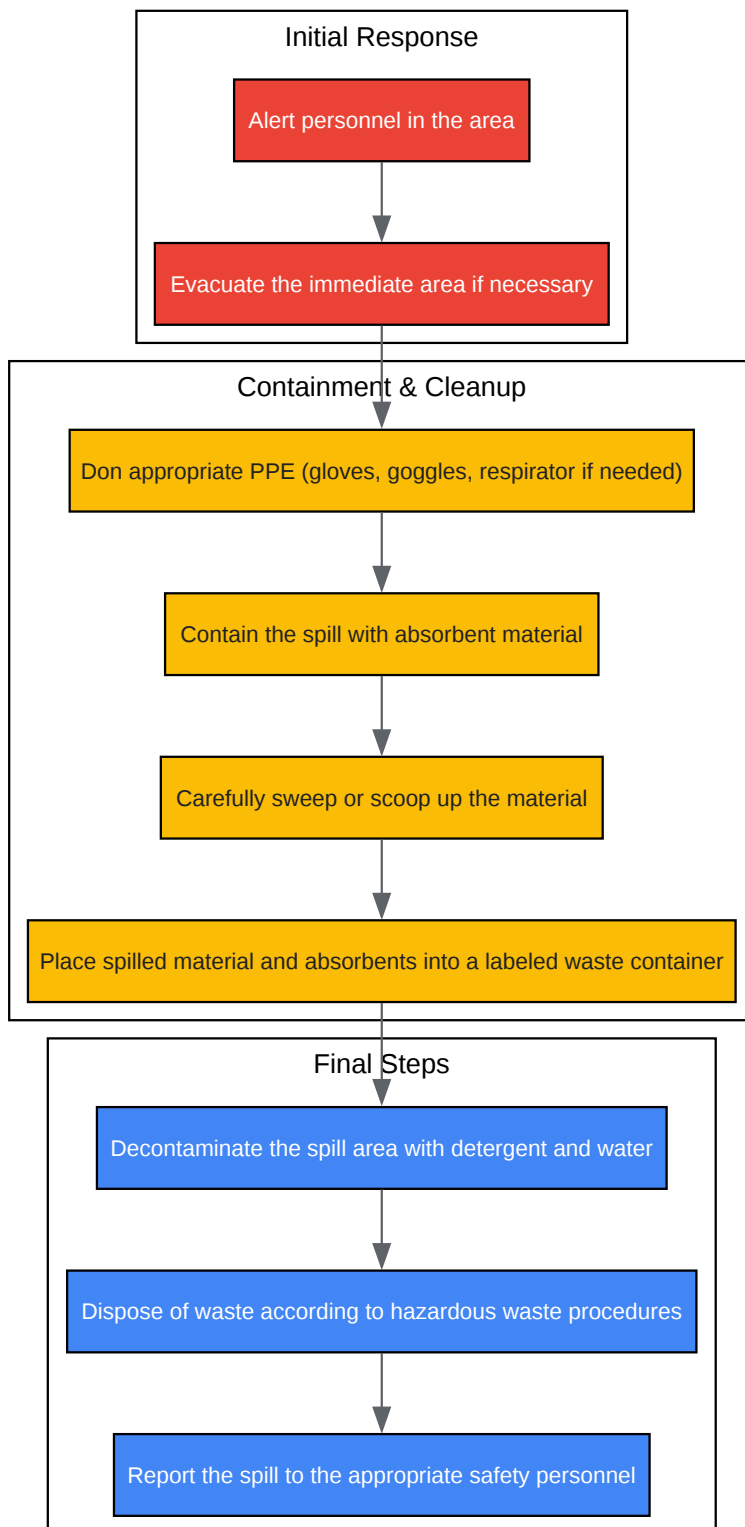 Initial Response
Alert personnel in the area
Evacuate the immediate area if necessary
Containment & Cleanup
Don appropriate PPE (gloves, goggles, respirator if needed)
Contain the spill with absorbent material
Carefully sweep or scoop up the material
Place spilled material and absorbents into a labeled waste container
Final Steps
Decontaminate the spill area with detergent and water
Dispose of waste according to hazardous waste procedures
Report the spill to the appropriate safety personnel